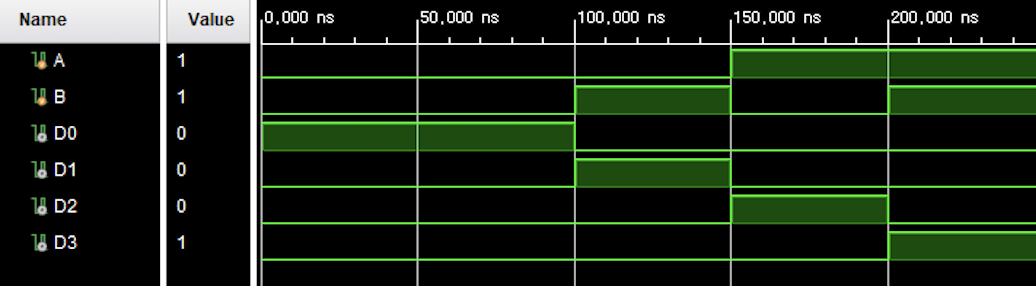 Name Value 0,000 ns 50,000 ns 100,000 ns 150,000 ns 200,000 ns
A 1
B 1
D0 0
D1 0
D2 0
D3 1